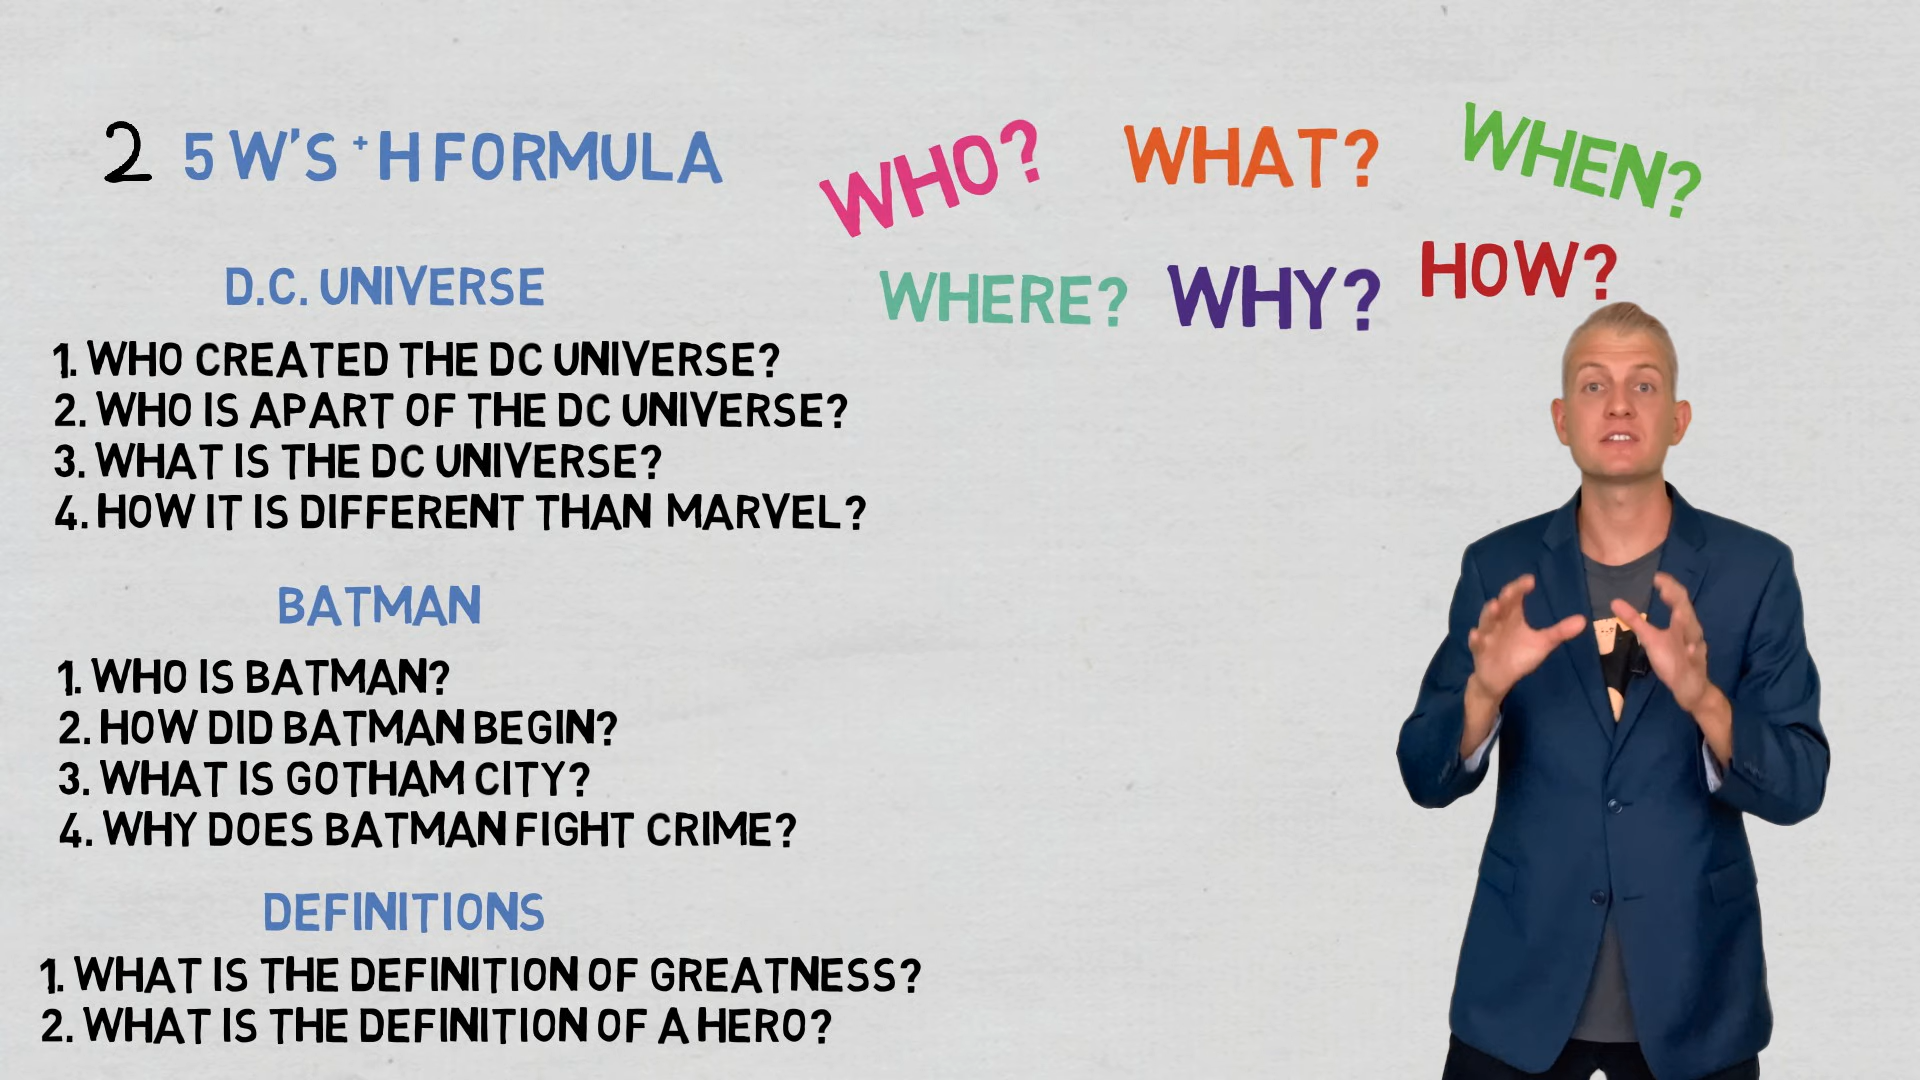 2 5 W'S + H FORMULA
WHO? WHAT? WHEN?
WHERE? WHY? HOW?
D.C. UNIVERSE
1. WHO CREATED THE DC UNIVERSE?
2. WHO IS APART OF THE DC UNIVERSE?
3. WHAT IS THE DC UNIVERSE?
4. HOW IT IS DIFFERENT THAN MARVEL?
BATMAN
1. WHO IS BATMAN?
2. HOW DID BATMAN BEGIN?
3. WHAT IS GOTHAM CITY?
4. WHY DOES BATMAN FIGHT CRIME?
DEFINITIONS
1. WHAT IS THE DEFINITION OF GREATNESS?
2. WHAT IS THE DEFINITION OF A HERO?